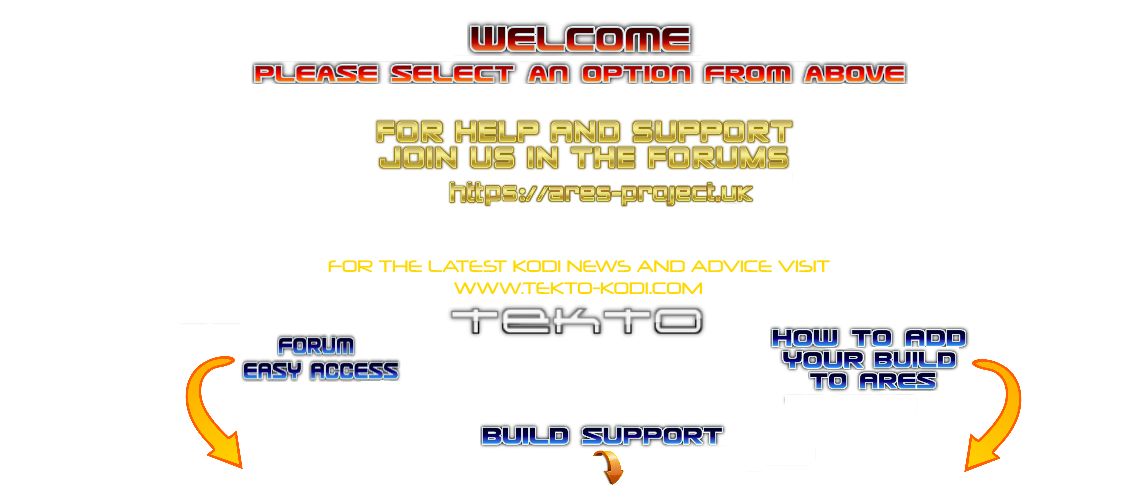 WELCOME
PLEASE SELECT AN OPTION FROM ABOVE
FOR HELP AND SUPPORT
JOIN US IN THE FORUMS
https://ares-project.uk
FOR THE LATEST KODI NEWS AND ADVICE VISIT
WWW.TEKTO-KODI.COM
TEKTO
FORUM
EASY ACCESS
HOW TO ADD
YOUR BUILD
TO ARES
BUILD SUPPORT